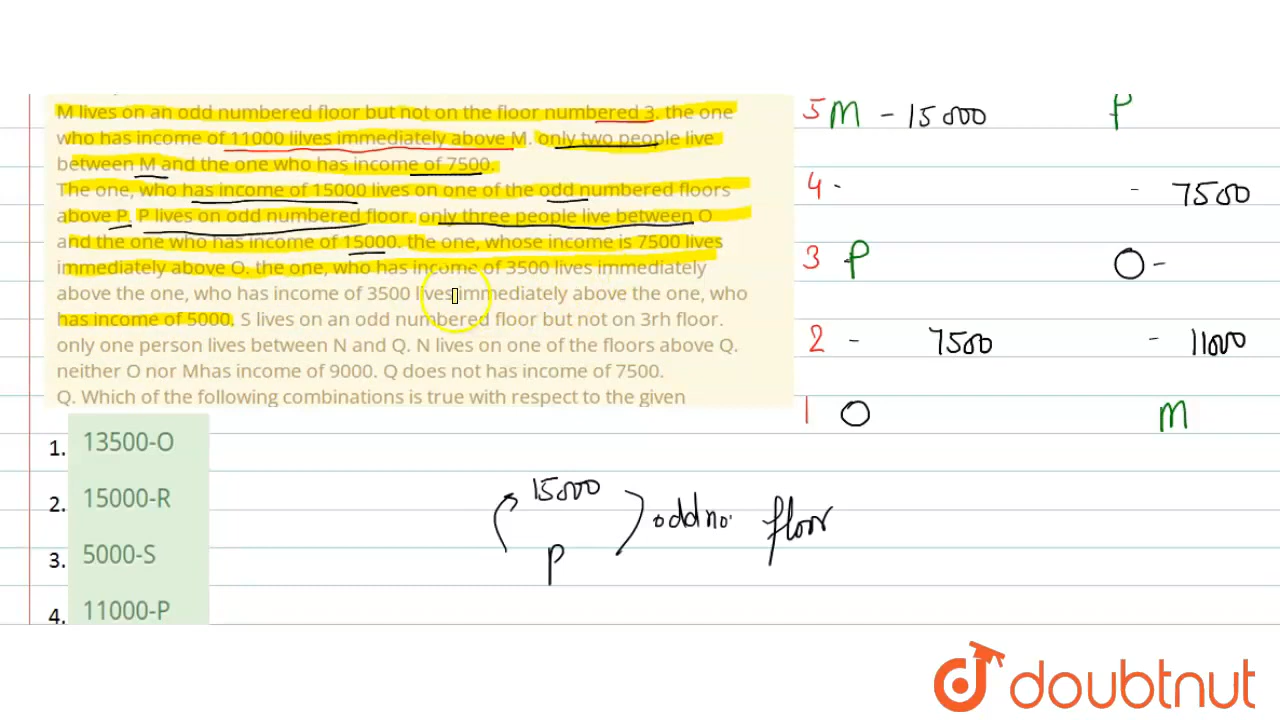 M lives on an odd numbered floor but not on the floor numbered 3. the one
who has income of 11000 lilves immediately above M. only two people live
between M and the one who has income of 7500.
The one, who has income of 15000 lives on one of the odd numbered floors
above P. P lives on odd numbered floor. only three people live between O
and the one who has income of 15000. the one, whose income is 7500 lives
immediately above O. the one, who has income of 3500 lives immediately
above the one, who has income of 3500 lives immediately above the one, who
has income of 5000. S lives on an odd numbered floor but not on 3rh floor.
only one person lives between N and Q. N lives on one of the floors above Q.
neither O nor Mhas income of 9000. Q does not has income of 7500.
Q. Which of the following combinations is true with respect to the given
1. 13500-O
2. 15000-R
3. 5000-S
4. 11000-P
5 M - 15000 P
4 - - 7500
3 P O -
2 - 7500 - 11000
1 O M
15000
odd no. floor
P
doubtnut